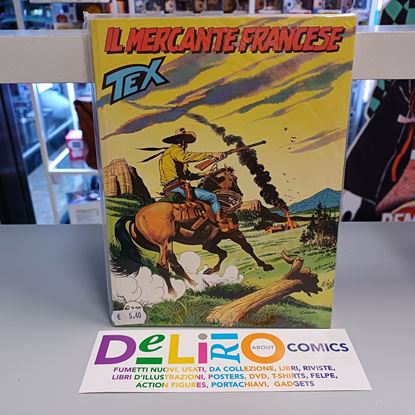 IL MERCANTE FRANCESE
TEX
€ 5,40
DeLiRiO ABOUT COMICS
FUMETTI NUOVI, USATI, DA COLLEZIONE, LIBRI, RIVISTE,
LIBRI D'ILLUSTRAZIONI, POSTERS, DVD, T-SHIRTS, FELPE,
ACTION FIGURES, PORTACHIAVI, GADGETS